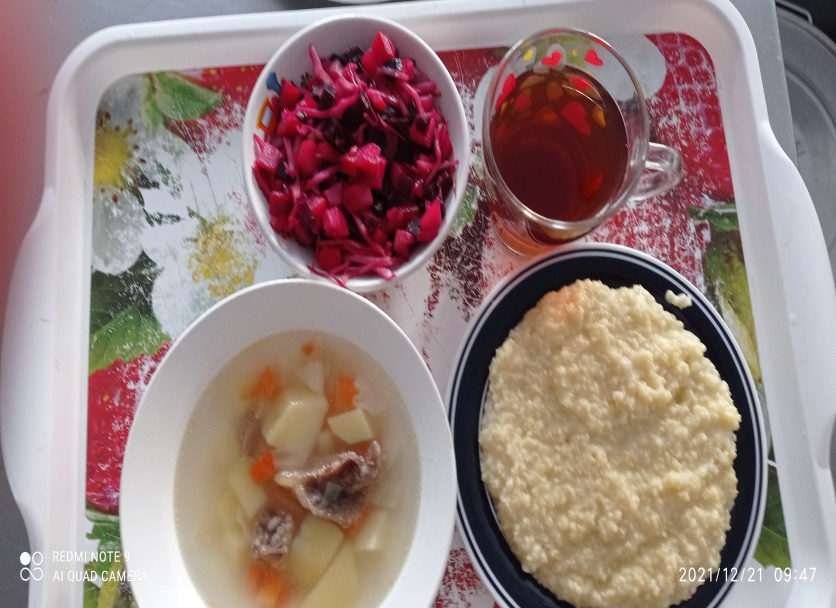 REDMI NOTE 9
AI QUAD CAMERA
2021/12/21 09:47